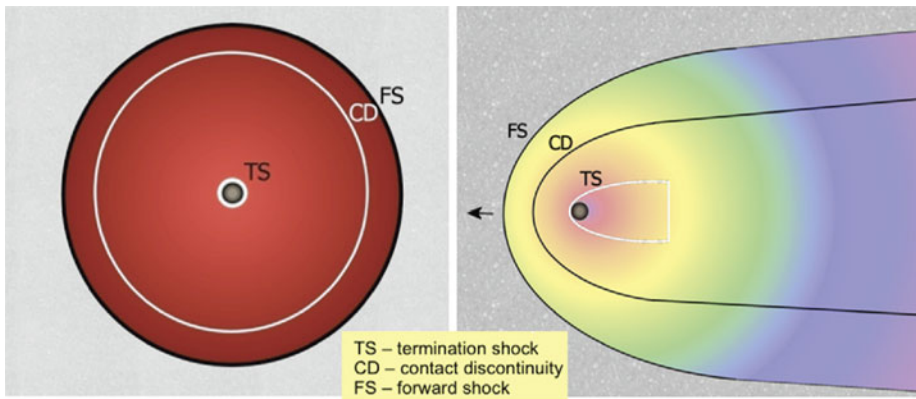 FS
CD
TS
FS
CD
TS
TS – termination shock
CD – contact discontinuity
FS – forward shock